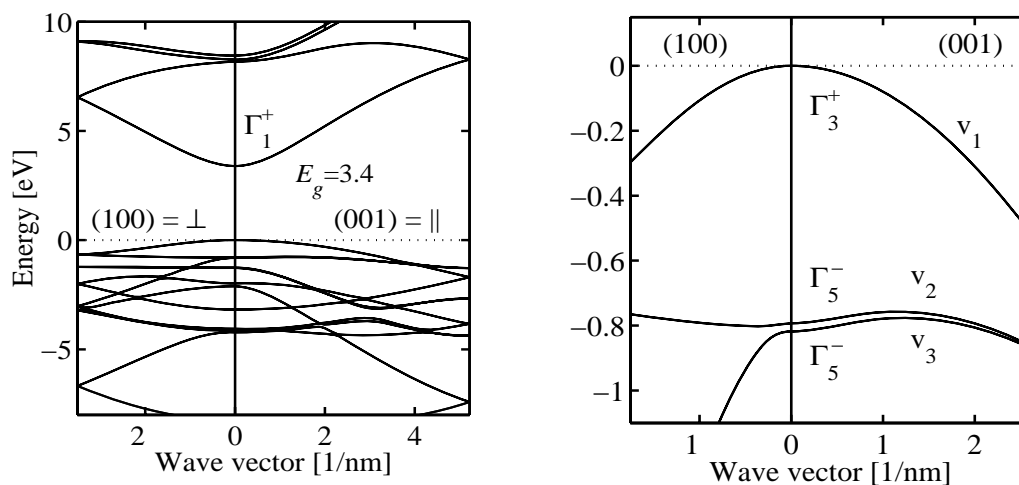 10
5
0
−5
Energy [eV]
Γ₁⁺
E_g=3.4
(100) = ⊥
(001) = ||
2
0
2
4
Wave vector [1/nm]
(100)
(001)
0
−0.2
−0.4
−0.6
−0.8
−1
Γ₃⁺
v₁
Γ₅⁻
v₂
Γ₅⁻
v₃
1
0
1
2
Wave vector [1/nm]